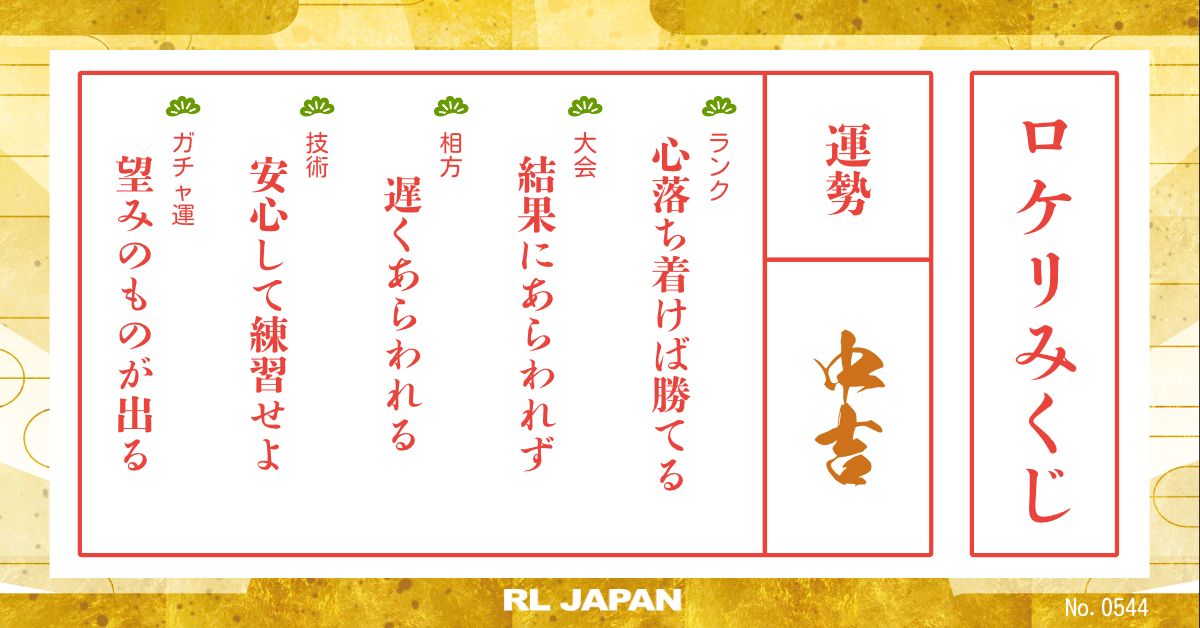 ロケリみくじ
運勢
中吉
ランク
心落ち着けば勝てる
大会
結果にあらわれず
相方
遅くあらわれる
技術
安心して練習せよ
ガチャ運
望みのものが出る
RL JAPAN
No. 0544